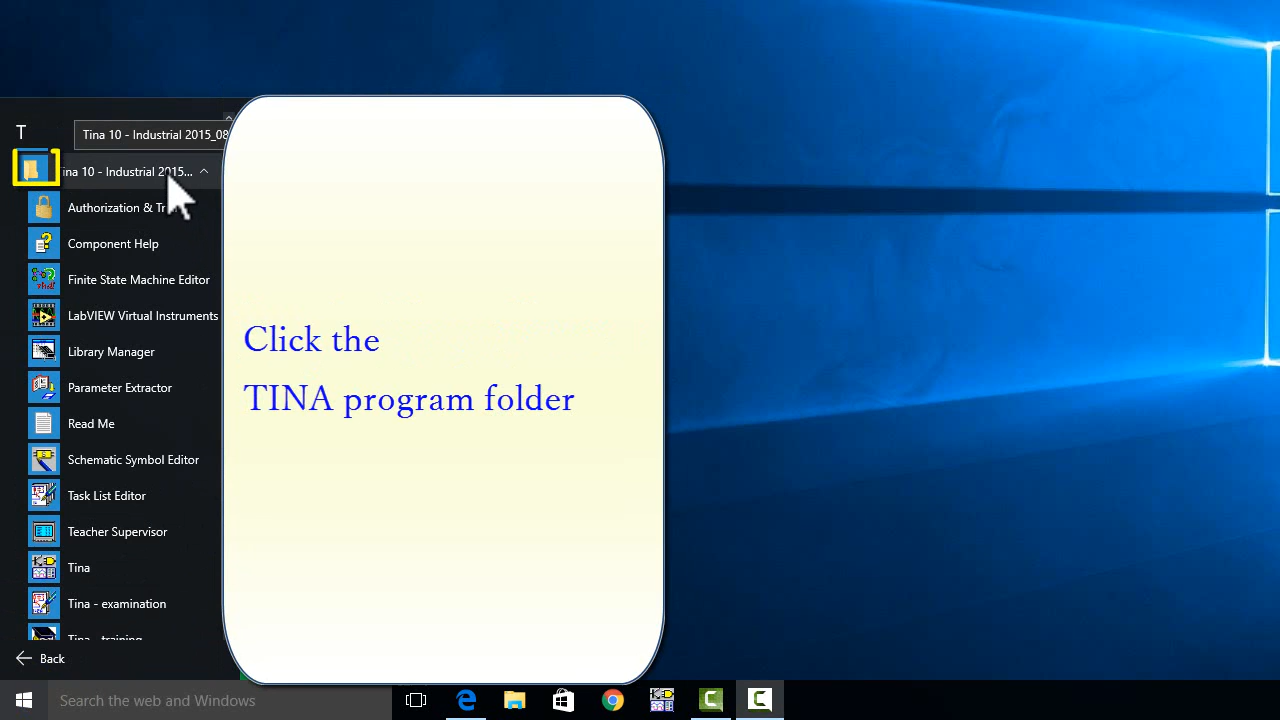 T
Tina 10 - Industrial 2015_08
ina 10 - Industrial 2015...
Authorization & Tr
Component Help
Finite State Machine Editor
LabVIEW Virtual Instruments
Library Manager
Parameter Extractor
Read Me
Schematic Symbol Editor
Task List Editor
Teacher Supervisor
Tina
Tina - examination
Tina - training
Back
Click the
TINA program folder
Search the web and Windows